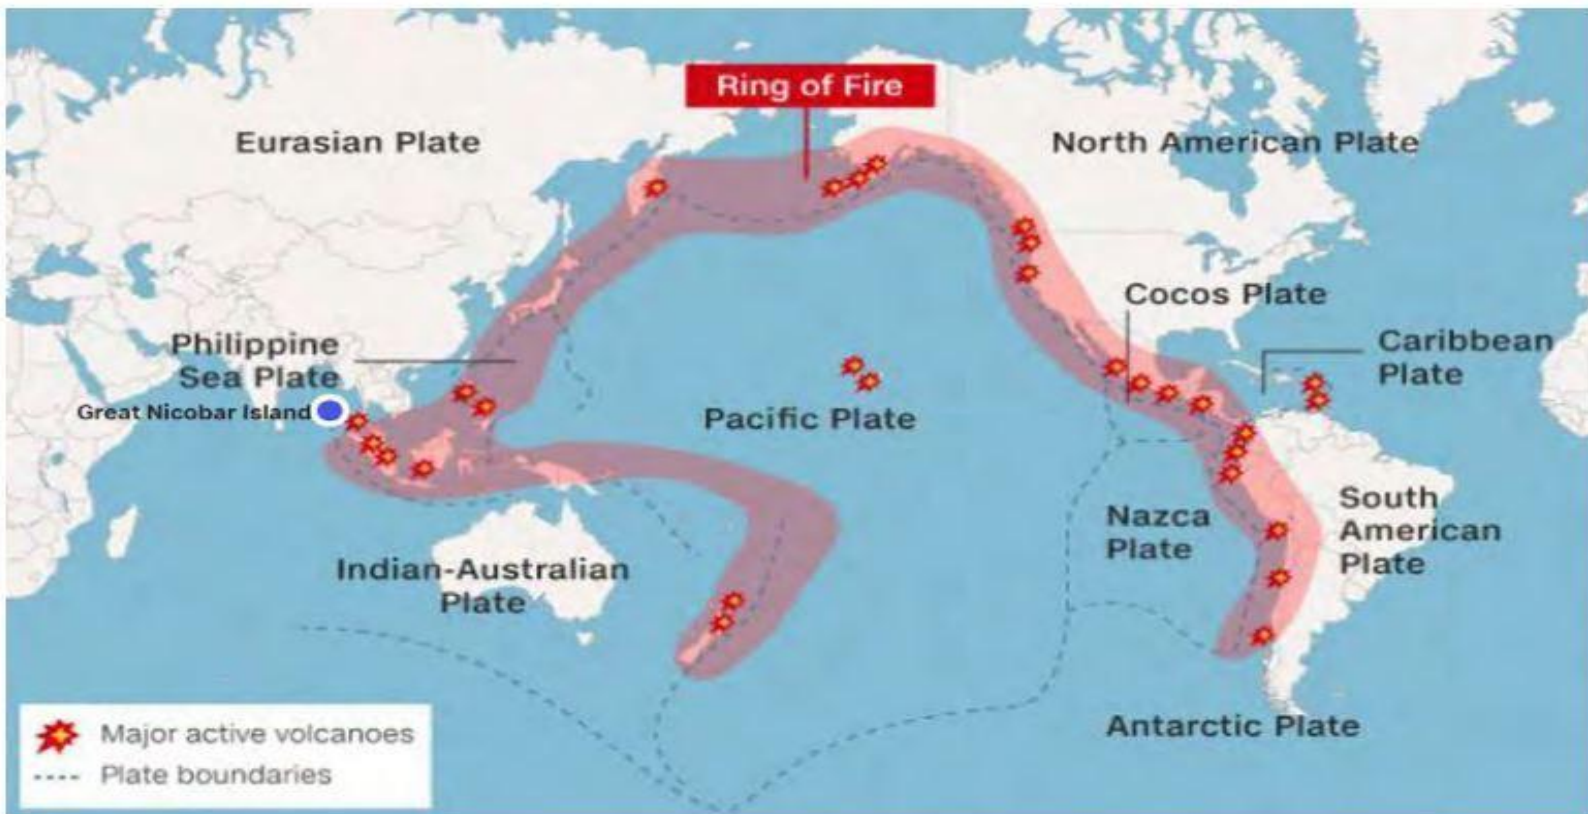 Ring of Fire
Eurasian Plate
North American Plate
Cocos Plate
Philippine
Sea Plate
Caribbean
Plate
Great Nicobar Island
Pacific Plate
Nazca
Plate
South
American
Plate
Indian-Australian
Plate
Antarctic Plate
Major active volcanoes
Plate boundaries